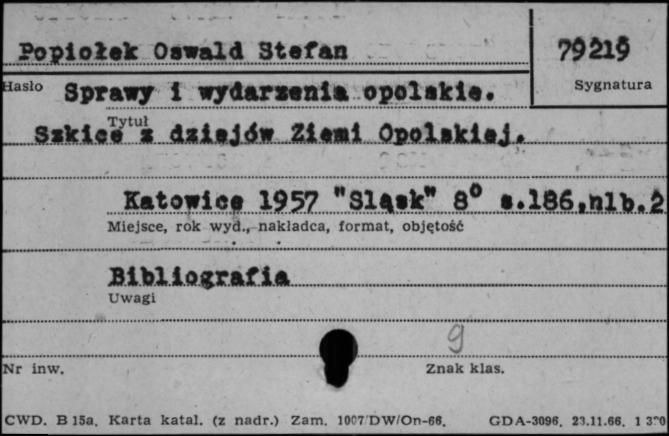 Popiołek Oswald Stefan
79219
Hasło
Sygnatura
Sprawy i wydarzenia opolskie.
Tytuł
Szkice z dziejów Ziemi Opolskiej.
Katowice 1957 "Sląsk" 8° s.186,nlb.2
Miejsce, rok wyd., nakładca, format, objętość
Bibliografia
Uwagi
9
Nr inw.
Znak klas.
CWD. B 15a. Karta katal. (z nadr.) Zam. 1007/DW/On-66. GDA-3096. 23.11.66.